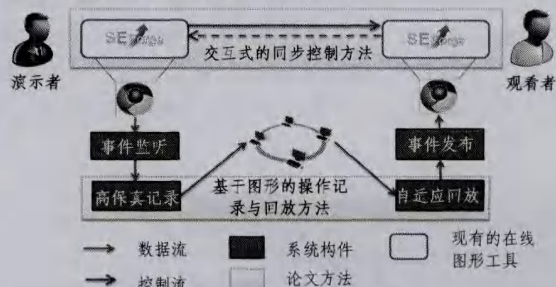 SEForge SEForge
演示者 交互式的同步控制方法 观看者
事件监听 事件发布
高保真记录 基于图形的操作记录与回放方法 自适应回放
数据流 系统构件 现有的在线图形工具
控制流 论文方法